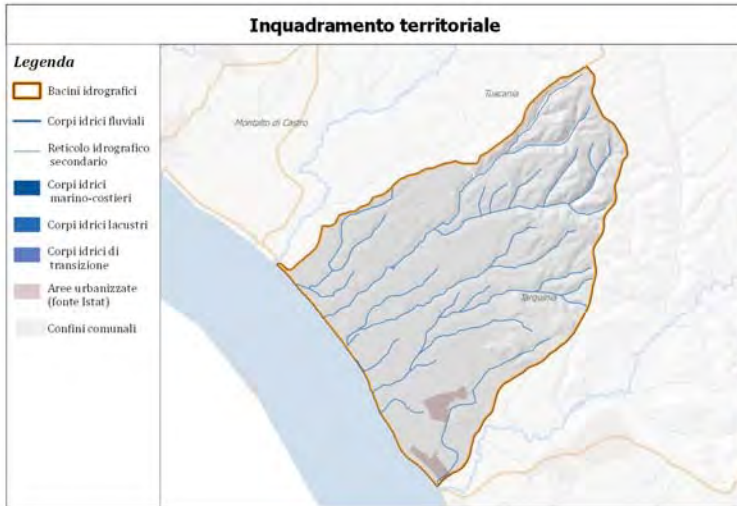 Inquadramento territoriale
Legenda
Bacini idrografici
Corpi idrici fluviali
Reticolo idrografico
secondario
Corpi idrici
marino-costieri
Corpi idrici lacustri
Corpi idrici di
transizione
Aree urbanizzate
(fonte Istat)
Confini comunali
Tuscania
Montalto di Castro
Tarquinia